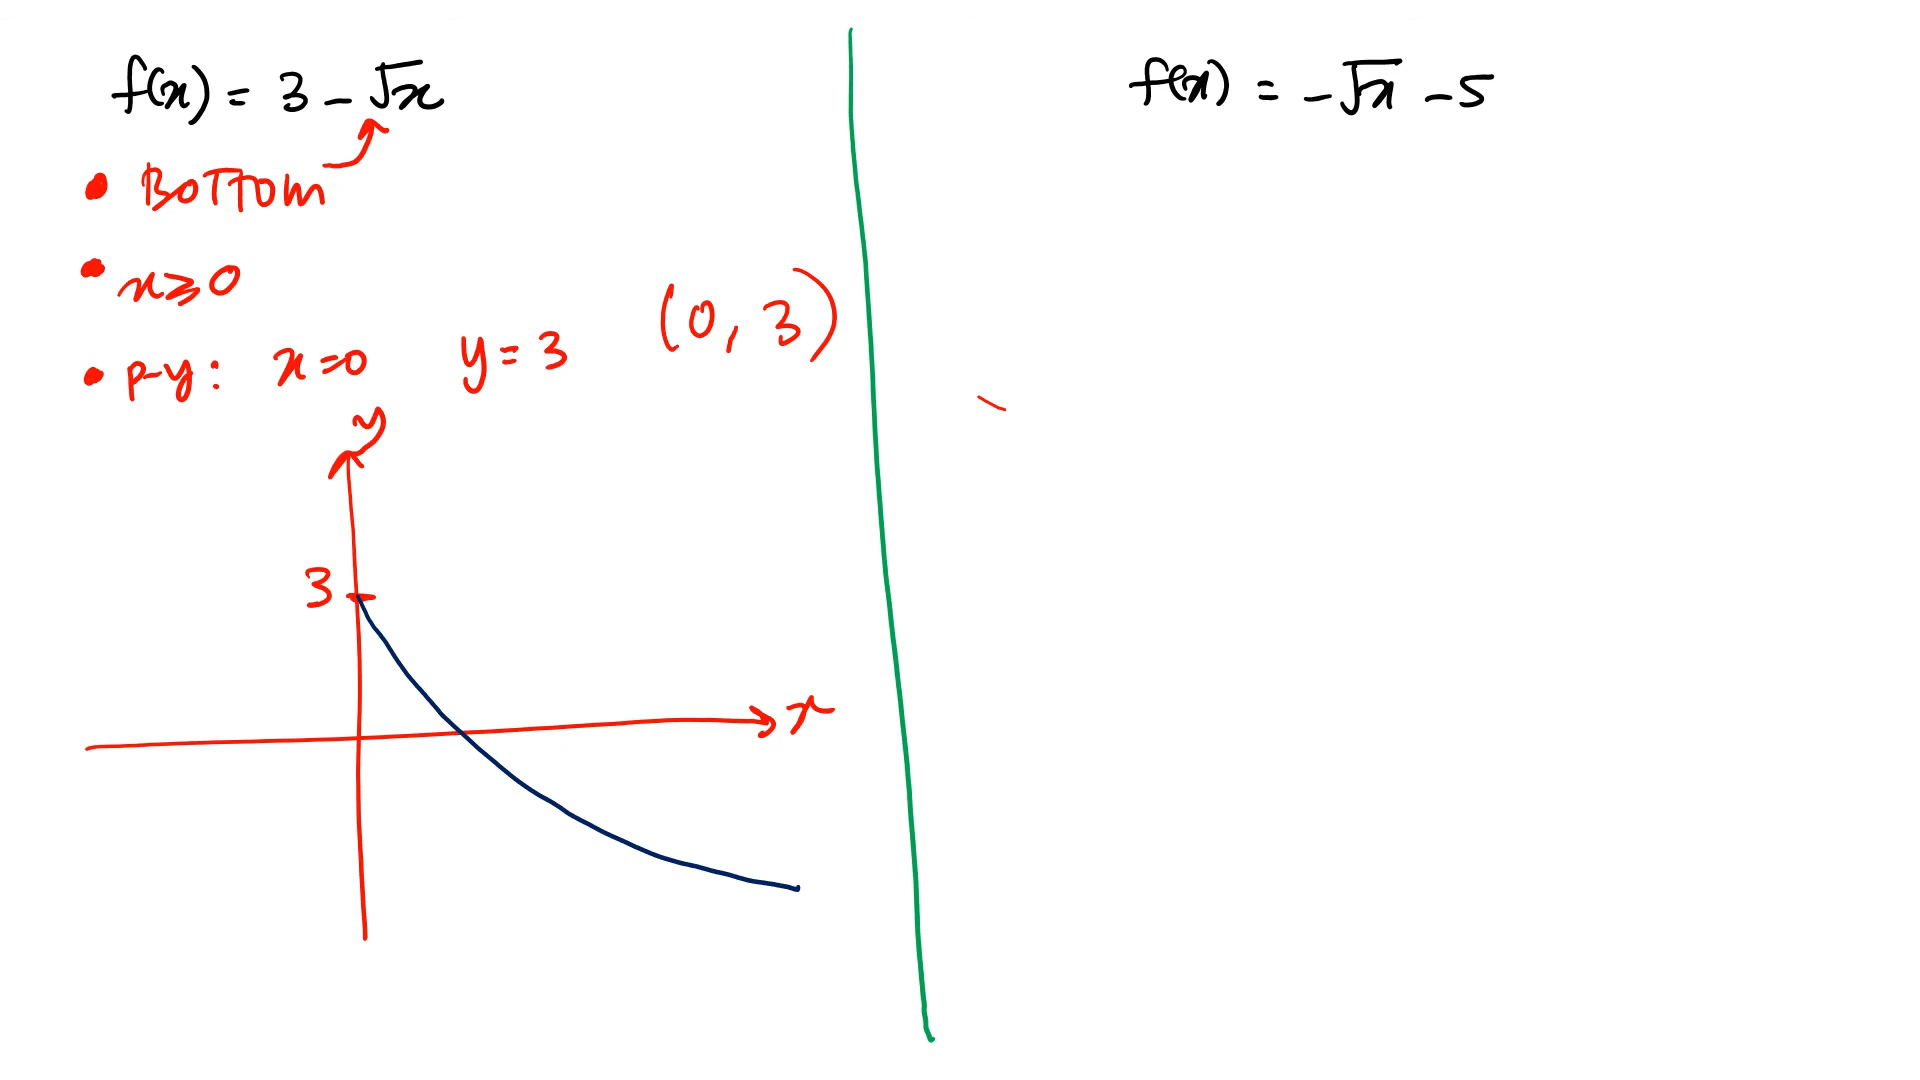 f(x) = 3 - √x
• BOTTOM
• x ⩾ 0
• P-y: x=0 y=3 (0, 3)
y
3
x
f(x) = -√x - 5